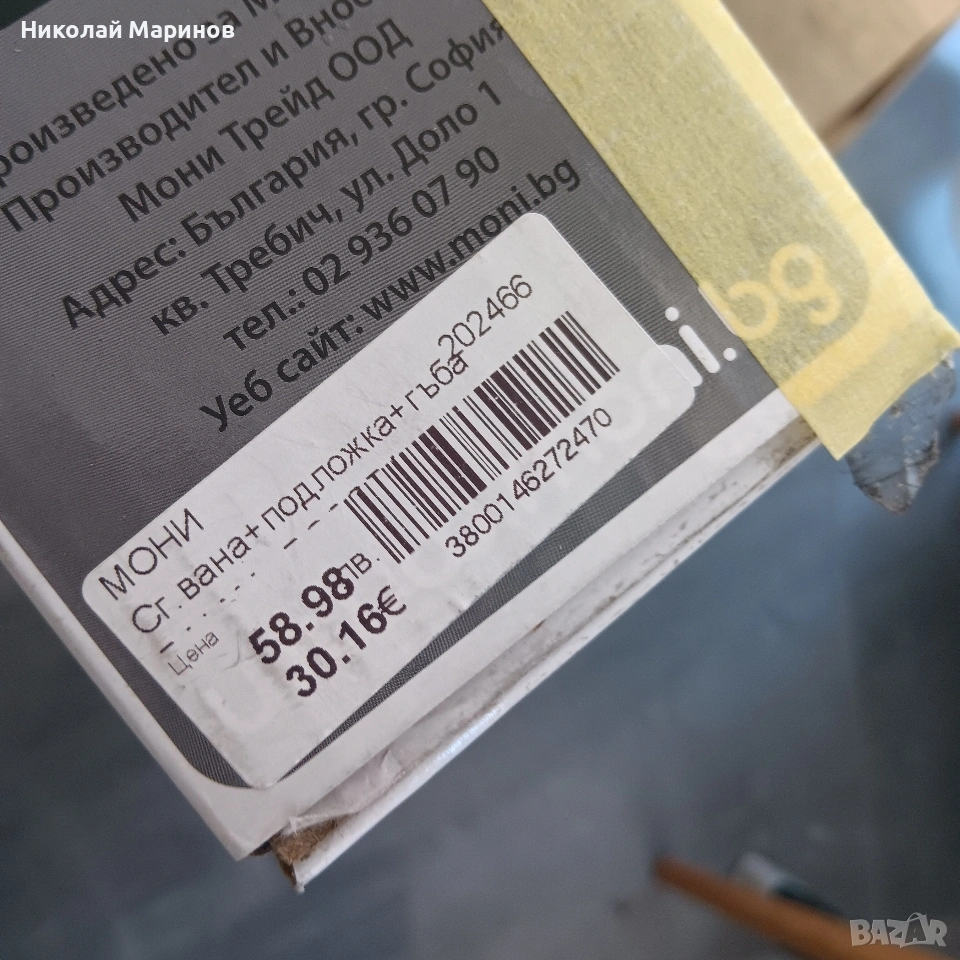 Николай Маринов
роизведено за М
Производител и Внос
Мони Трейд ООД
Адрес: България, гр. София
кв. Требич, ул. Доло 1
тел.: 02 936 07 90
Уеб сайт: www.moni.bg
ni.bg
МОНИ
Сг.вана+подложка+гъба
202466
Цена
58.98лв.
30.16€
3800146272470
BAZAR